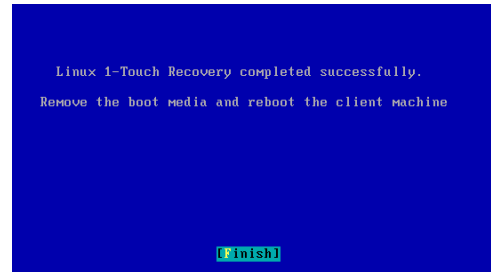 Linux 1-Touch Recovery completed successfully.
Remove the boot media and reboot the client machine
[Finish]